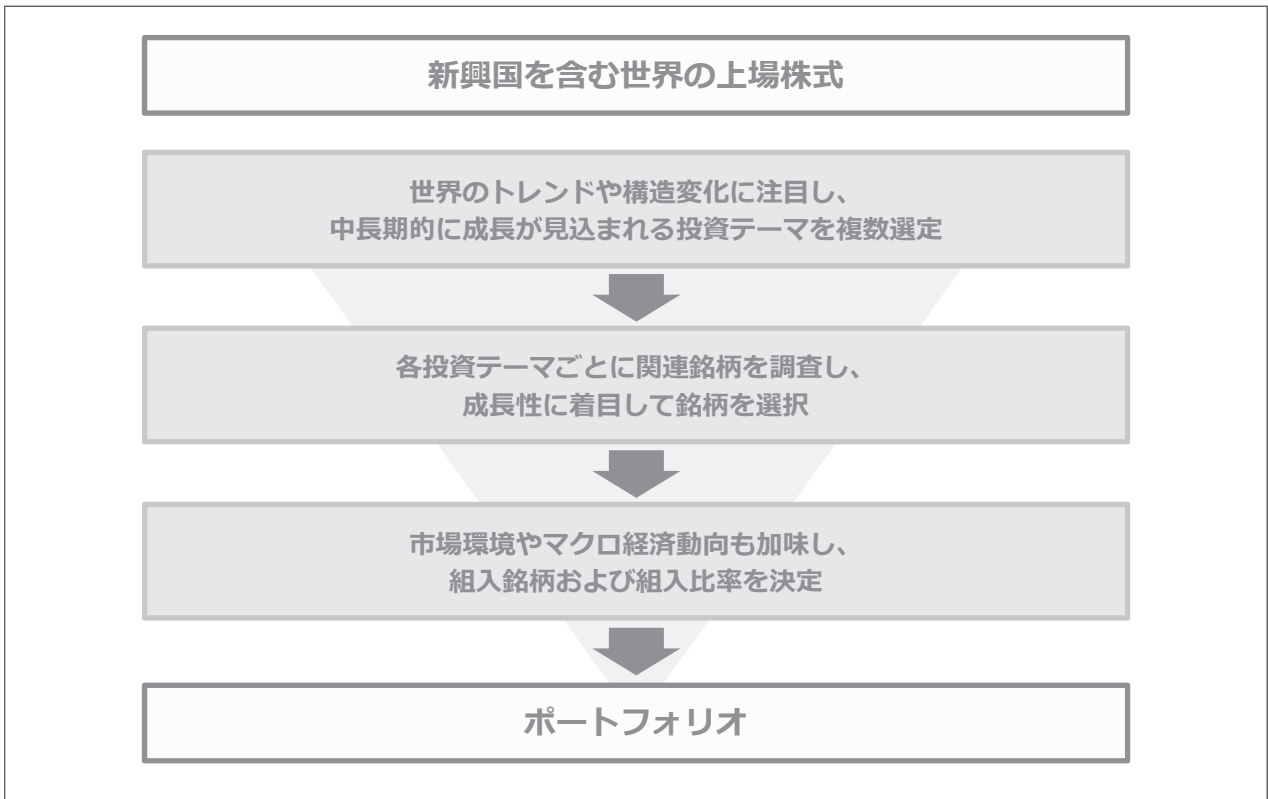 新興国を含む世界の上場株式
世界のトレンドや構造変化に注目し、
中長期的に成長が見込まれる投資テーマを複数選定
各投資テーマごとに関連銘柄を調査し、
成長性に着目して銘柄を選択
市場環境やマクロ経済動向も加味し、
組入銘柄および組入比率を決定
ポートフォリオ